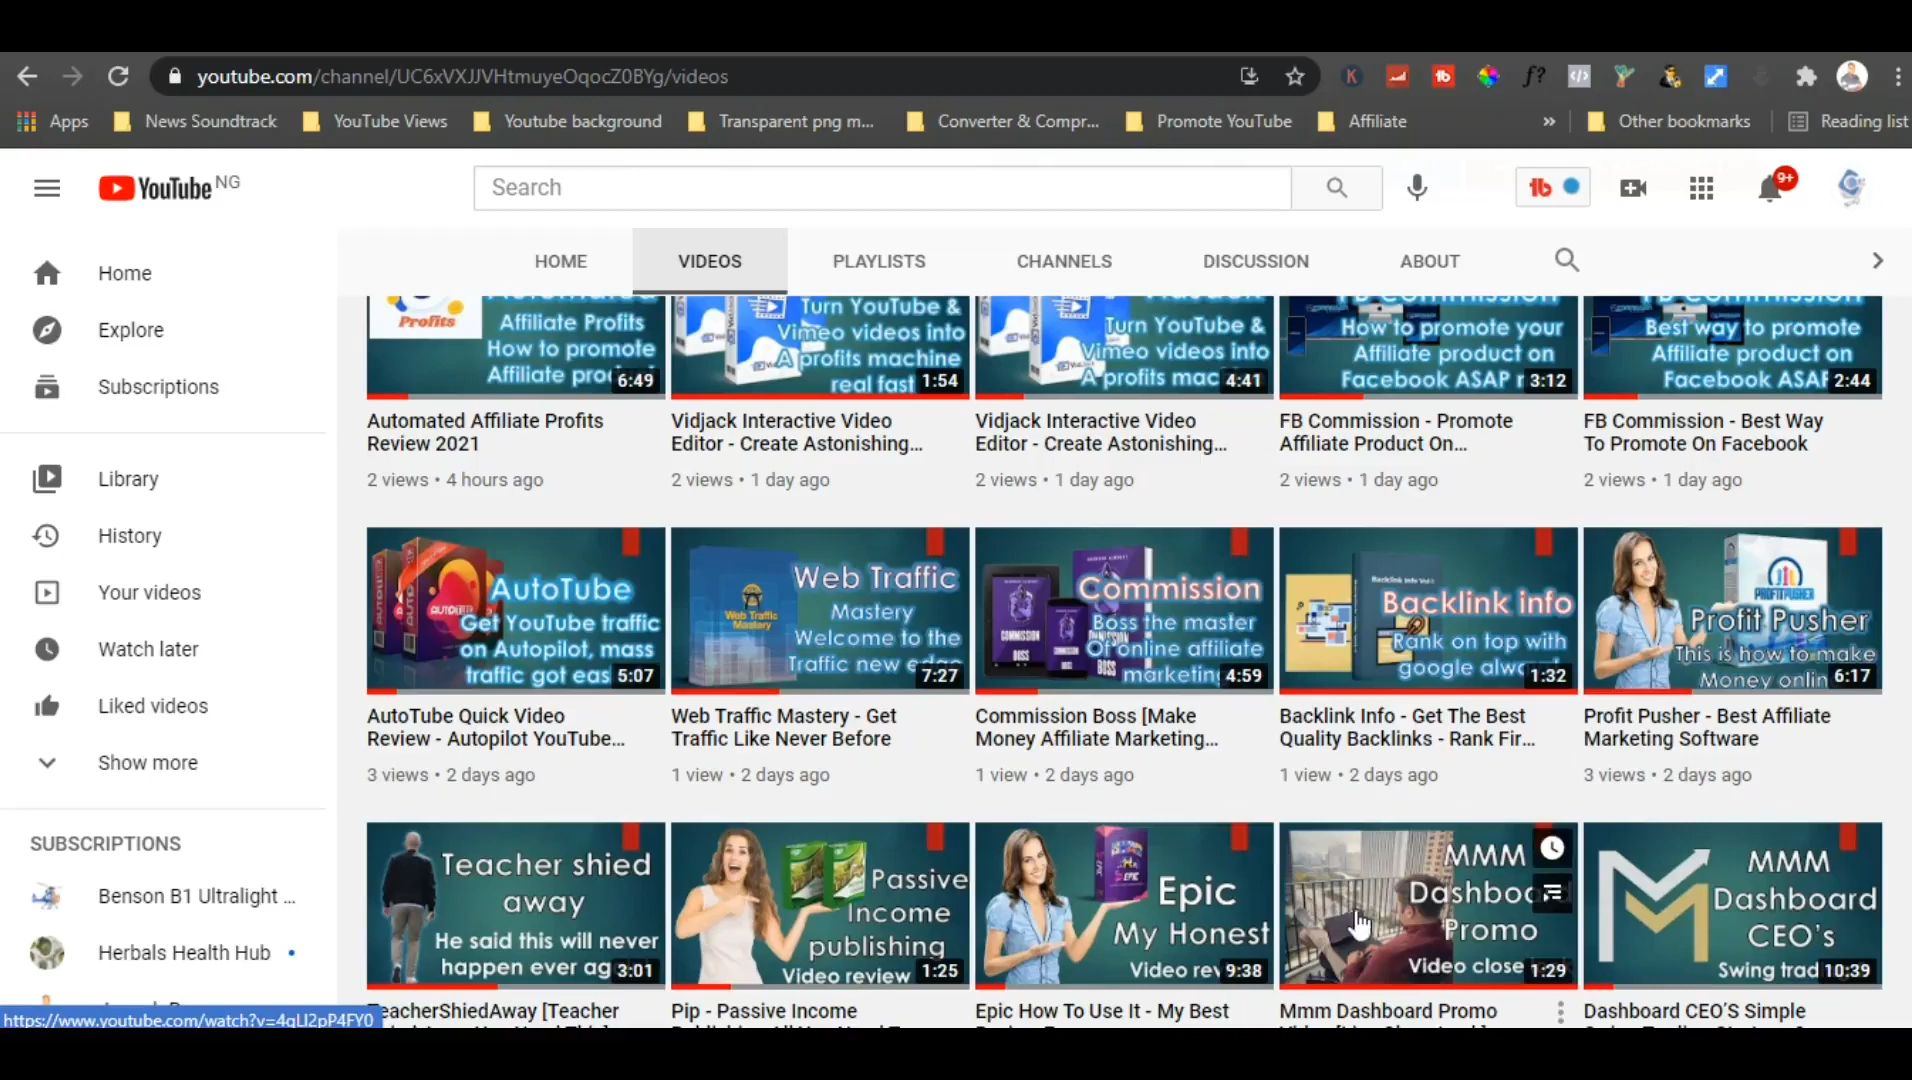 youtube.com/channel/UC6xVXJJVHtmuyeOqocZ0BYg/videos
Apps
News Soundtrack
YouTube Views
Youtube background
Transparent png m...
Converter & Compr...
Promote YouTube
Affiliate
»
Other bookmarks
Reading list
YouTube NG
Search
9+
Home
Explore
Subscriptions
Library
History
Your videos
Watch later
Liked videos
Show more
SUBSCRIPTIONS
Benson B1 Ultralight ...
Herbals Health Hub
https://www.youtube.com/watch?v=4qLI2pP4FY0
HOME
VIDEOS
PLAYLISTS
CHANNELS
DISCUSSION
ABOUT
Profits
Affiliate Profits
How to promote
Affiliate
6:49
Automated Affiliate Profits
Review 2021
2 views • 4 hours ago
Turn YouTube &
Vimeo videos into
A profits machine
real fast
1:54
Vidjack Interactive Video
Editor - Create Astonishing...
2 views • 1 day ago
Turn YouTube &
Vimeo videos into
A profits
4:41
Vidjack Interactive Video
Editor - Create Astonishing...
2 views • 1 day ago
How to promote your
Affiliate product on
Facebook ASAP
3:12
FB Commission - Promote
Affiliate Product On...
2 views • 1 day ago
Best way to promote
Affiliate product on
Facebook ASAP
2:44
FB Commission - Best Way
To Promote On Facebook
2 views • 1 day ago
AutoTube
Get YouTube traffic
on Autopilot, mass
traffic got eas
5:07
AutoTube Quick Video
Review - Autopilot YouTube...
3 views • 2 days ago
Web Traffic
Mastery
Web Traffic
Mastery
Welcome to the
Traffic new edge
7:27
Web Traffic Mastery - Get
Traffic Like Never Before
1 view • 2 days ago
COMMISSION
BOSS
Commission
Boss the master
Of online affiliate
marketing
4:59
Commission Boss [Make
Money Affiliate Marketing...
1 view • 2 days ago
Backlink info
Rank on top with
google alwa
1:32
Backlink Info - Get The Best
Quality Backlinks - Rank Fir...
1 view • 2 days ago
PROFITPUSHER
Profit Pusher
This is how to make
Money onlin
6:17
Profit Pusher - Best Affiliate
Marketing Software
3 views • 2 days ago
Teacher shied
away
He said this will never
happen ever ag
3:01
TeacherShiedAway [Teacher
Passive
Income
publishing
Video review
1:25
Pip - Passive Income
EPIC
Epic
My Honest
Video rev
9:38
Epic How To Use It - My Best
MMM
Dashboa
Promo
Video close
1:29
Mmm Dashboard Promo
MMM
Dashboard
CEO's
Swing trad
10:39
Dashboard CEO'S Simple